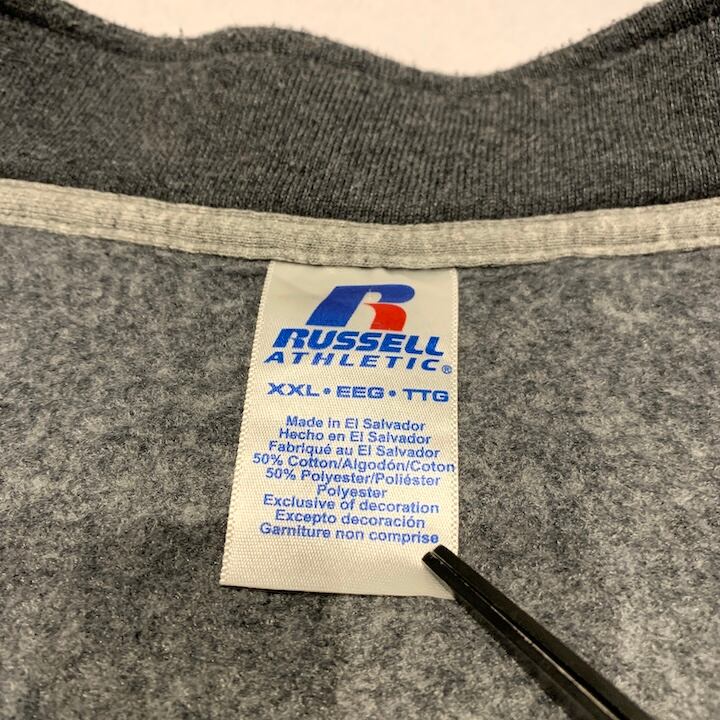 RUSSELL
ATHLETIC®
XXL • EEG • TTG
Made in El Salvador
Hecho en El Salvador
Fabriqué au El Salvador
50% Cotton/Algodón/Coton
50% Polyester/Poliéster
Polyester
Exclusive of decoration
Excepto decoración
Garniture non comprise